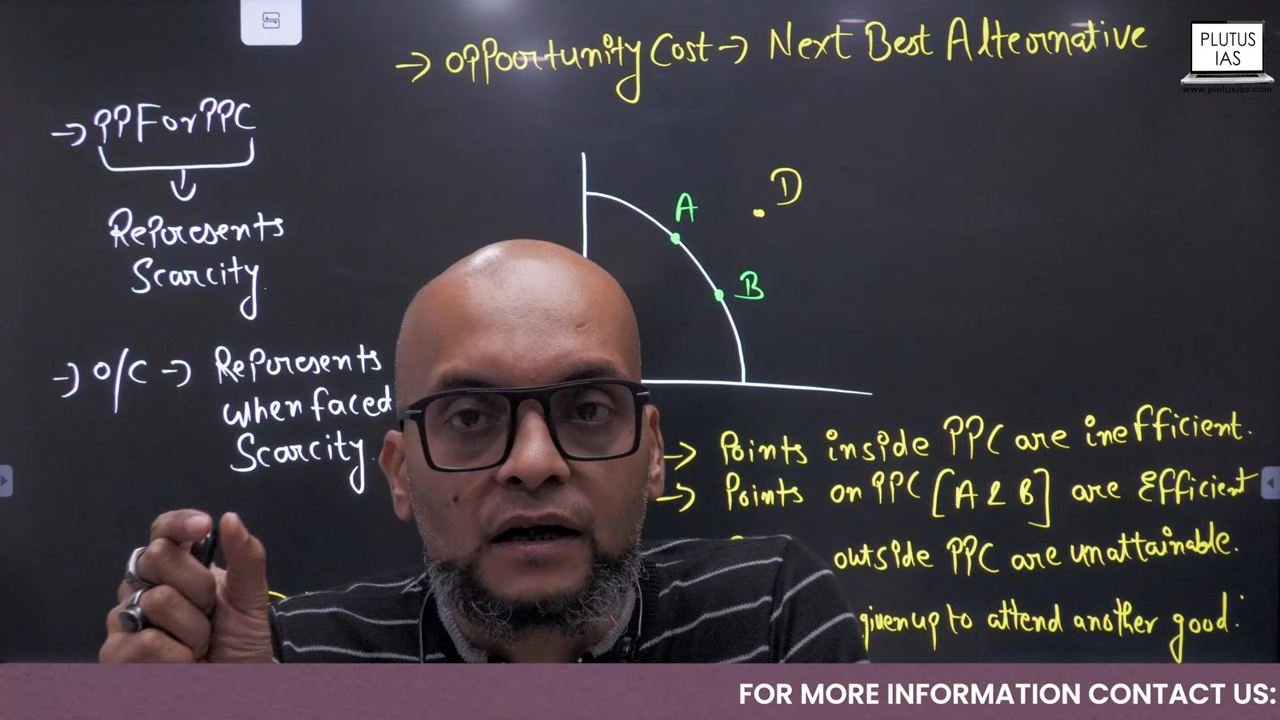 → Opportunity Cost → Next Best Alternative
PLUTUS
IAS
www.plutusias.com
→ PPF or PPC
Represents
Scarcity.
A
D
B
→ O/C → Represents
when faced
Scarcity.
→ Points inside PPC are inefficient.
→ Points on PPC [A & B] are Efficient
outside PPC are unattainable.
given up to attend another good.
FOR MORE INFORMATION CONTACT US: